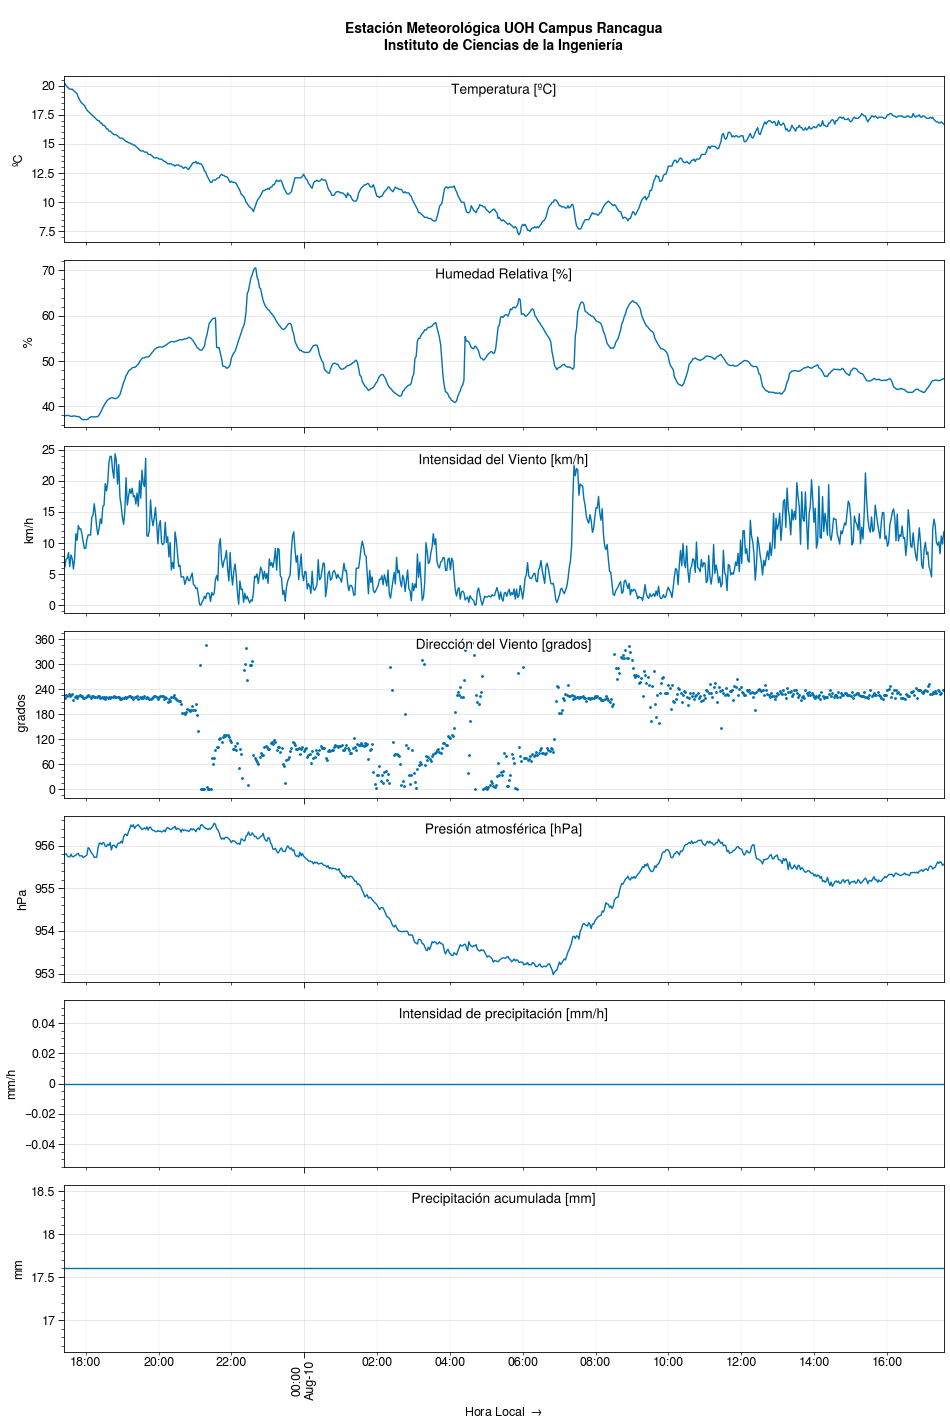 Estación Meteorológica UOH Campus Rancagua
Instituto de Ciencias de la Ingeniería
Temperatura [ºC]
ºC
20
17.5
15
12.5
10
7.5
Humedad Relativa [%]
%
70
60
50
40
Intensidad del Viento [km/h]
km/h
25
20
15
10
5
0
Dirección del Viento [grados]
grados
360
300
240
180
120
60
0
Presión atmosférica [hPa]
hPa
956
955
954
953
Intensidad de precipitación [mm/h]
mm/h
0.04
0.02
0
−0.02
−0.04
Precipitación acumulada [mm]
mm
18.5
18
17.5
17
18:00 20:00 22:00 00:00 02:00 04:00 06:00 08:00 10:00 12:00 14:00 16:00
Aug-10
Hora Local →